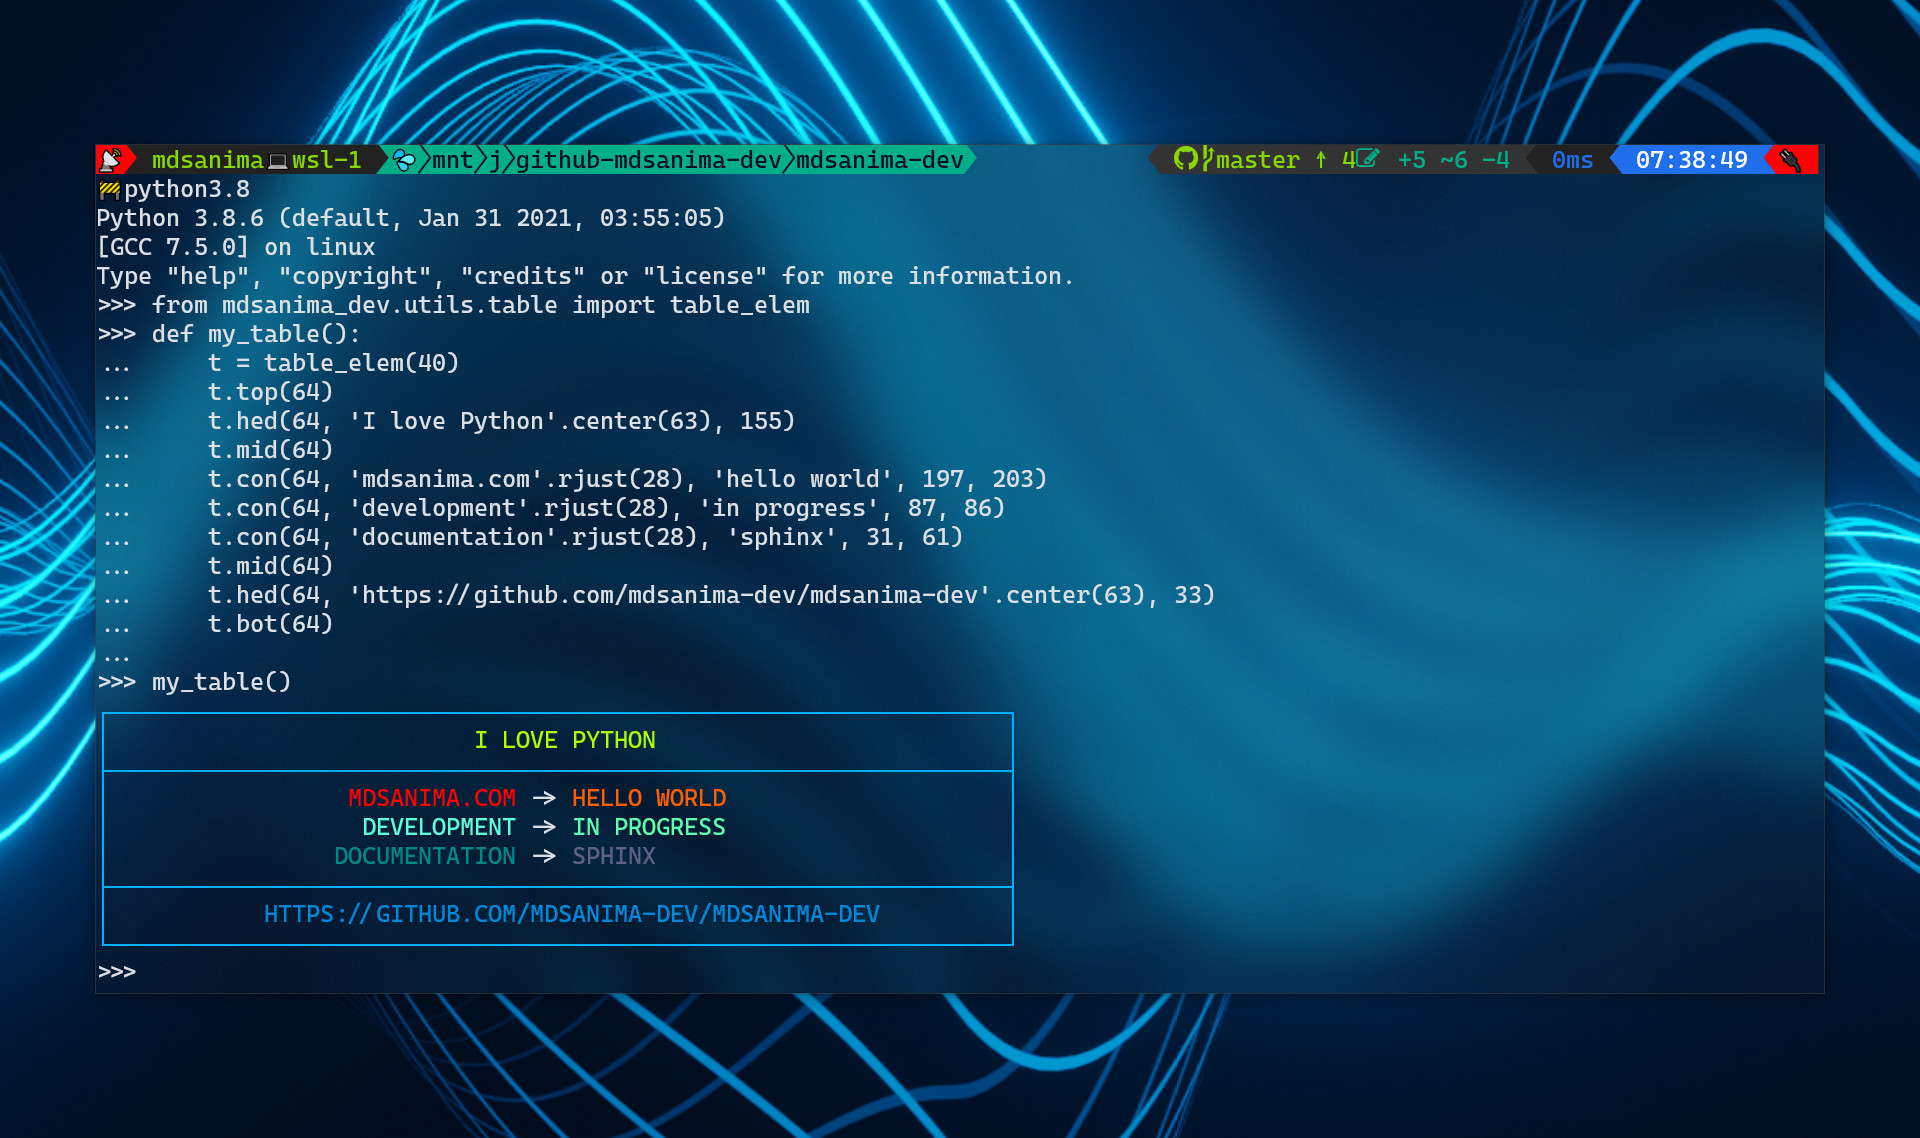 mdsanima💻wsl-1 mnt j github-mdsanima-dev mdsanima-dev master ↑ 4 +5 ~6 -4 0ms 07:38:49
🚧python3.8
Python 3.8.6 (default, Jan 31 2021, 03:55:05)
[GCC 7.5.0] on linux
Type "help", "copyright", "credits" or "license" for more information.
>>> from mdsanima_dev.utils.table import table_elem
>>> def my_table():
...     t = table_elem(40)
...     t.top(64)
...     t.hed(64, 'I love Python'.center(63), 155)
...     t.mid(64)
...     t.con(64, 'mdsanima.com'.rjust(28), 'hello world', 197, 203)
...     t.con(64, 'development'.rjust(28), 'in progress', 87, 86)
...     t.con(64, 'documentation'.rjust(28), 'sphinx', 31, 61)
...     t.mid(64)
...     t.hed(64, 'https://github.com/mdsanima-dev/mdsanima-dev'.center(63), 33)
...     t.bot(64)
...
>>> my_table()
I LOVE PYTHON
MDSANIMA.COM → HELLO WORLD
DEVELOPMENT → IN PROGRESS
DOCUMENTATION → SPHINX
HTTPS://GITHUB.COM/MDSANIMA-DEV/MDSANIMA-DEV
>>>